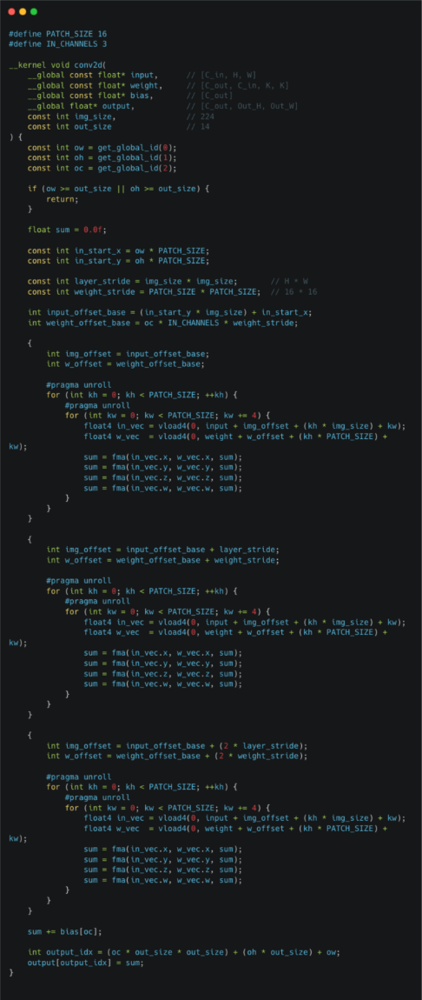 #define PATCH_SIZE 16
#define IN_CHANNELS 3
__kernel void conv2d(
    __global const float* input,      // [C_in, H, W]
    __global const float* weight,     // [C_out, C_in, K, K]
    __global const float* bias,       // [C_out]
    __global float* output,           // [C_out, Out_H, Out_W]
    const int img_size,               // 224
    const int out_size                // 14
) {
    const int ow = get_global_id(0);
    const int oh = get_global_id(1);
    const int oc = get_global_id(2);
    if (ow >= out_size || oh >= out_size) {
        return;
    }
    float sum = 0.0f;
    const int in_start_x = ow * PATCH_SIZE;
    const int in_start_y = oh * PATCH_SIZE;
    const int layer_stride = img_size * img_size;       // H * W
    const int weight_stride = PATCH_SIZE * PATCH_SIZE;  // 16 * 16
    int input_offset_base = (in_start_y * img_size) + in_start_x;
    int weight_offset_base = oc * IN_CHANNELS * weight_stride;
    {
        int img_offset = input_offset_base;
        int w_offset = weight_offset_base;
        #pragma unroll
        for (int kh = 0; kh < PATCH_SIZE; ++kh) {
            #pragma unroll
            for (int kw = 0; kw < PATCH_SIZE; kw += 4) {
                float4 in_vec = vload4(0, input + img_offset + (kh * img_size) + kw);
                float4 w_vec  = vload4(0, weight + w_offset + (kh * PATCH_SIZE) +
kw);
                sum = fma(in_vec.x, w_vec.x, sum);
                sum = fma(in_vec.y, w_vec.y, sum);
                sum = fma(in_vec.z, w_vec.z, sum);
                sum = fma(in_vec.w, w_vec.w, sum);
            }
        }
    }
    {
        int img_offset = input_offset_base + layer_stride;
        int w_offset = weight_offset_base + weight_stride;
        #pragma unroll
        for (int kh = 0; kh < PATCH_SIZE; ++kh) {
            #pragma unroll
            for (int kw = 0; kw < PATCH_SIZE; kw += 4) {
                float4 in_vec = vload4(0, input + img_offset + (kh * img_size) + kw);
                float4 w_vec  = vload4(0, weight + w_offset + (kh * PATCH_SIZE) +
kw);
                sum = fma(in_vec.x, w_vec.x, sum);
                sum = fma(in_vec.y, w_vec.y, sum);
                sum = fma(in_vec.z, w_vec.z, sum);
                sum = fma(in_vec.w, w_vec.w, sum);
            }
        }
    }
    {
        int img_offset = input_offset_base + (2 * layer_stride);
        int w_offset = weight_offset_base + (2 * weight_stride);
        #pragma unroll
        for (int kh = 0; kh < PATCH_SIZE; ++kh) {
            #pragma unroll
            for (int kw = 0; kw < PATCH_SIZE; kw += 4) {
                float4 in_vec = vload4(0, input + img_offset + (kh * img_size) + kw);
                float4 w_vec  = vload4(0, weight + w_offset + (kh * PATCH_SIZE) +
kw);
                sum = fma(in_vec.x, w_vec.x, sum);
                sum = fma(in_vec.y, w_vec.y, sum);
                sum = fma(in_vec.z, w_vec.z, sum);
                sum = fma(in_vec.w, w_vec.w, sum);
            }
        }
    }
    sum += bias[oc];
    int output_idx = (oc * out_size * out_size) + (oh * out_size) + ow;
    output[output_idx] = sum;
}